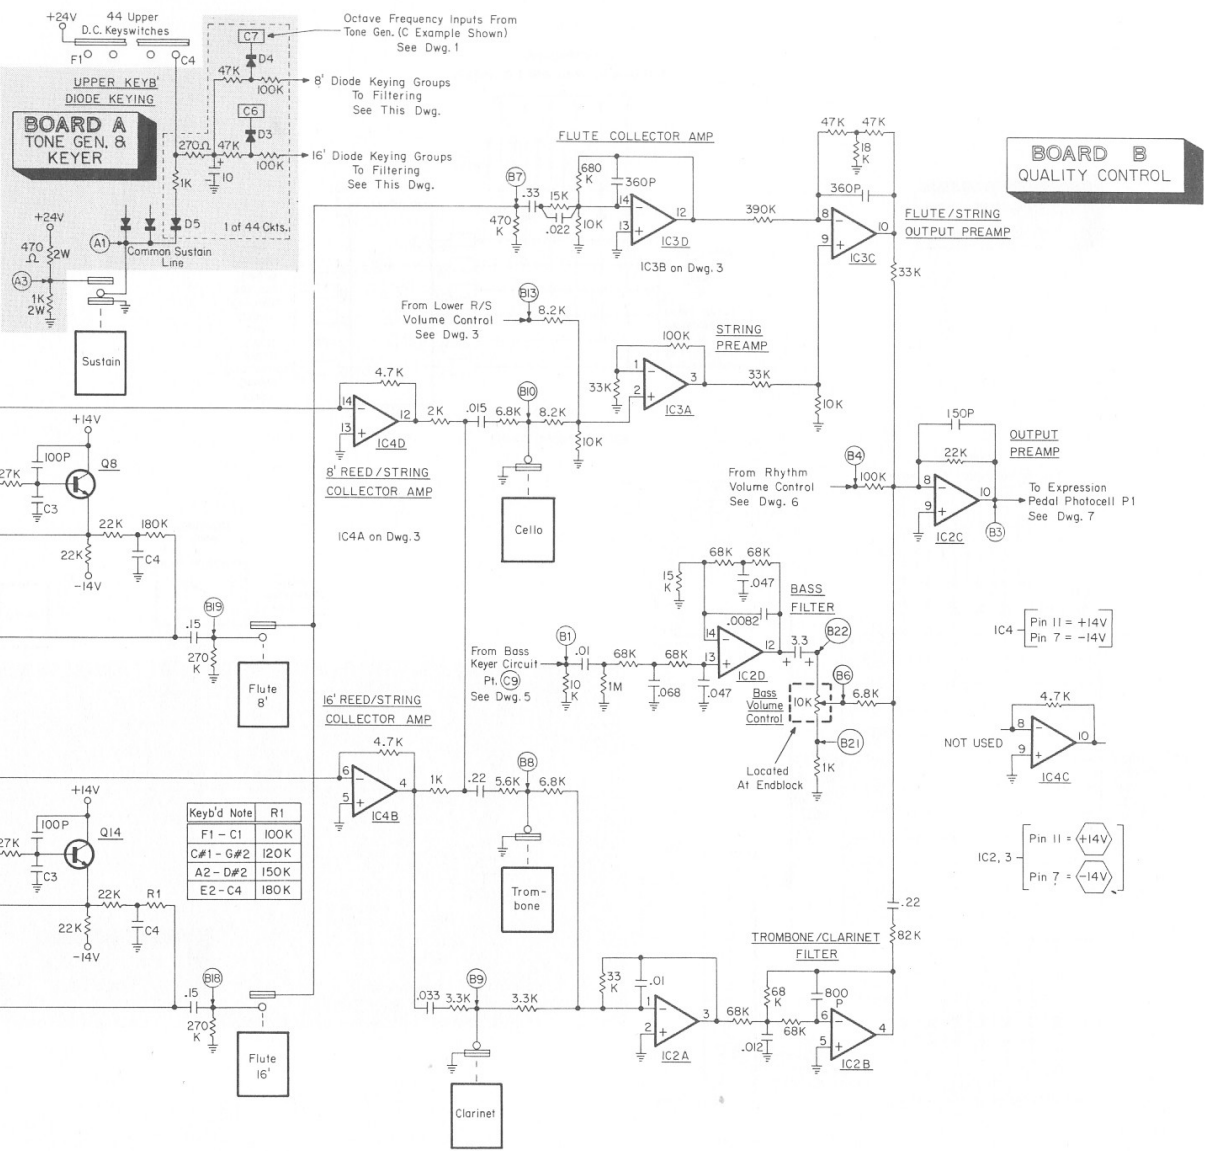 +24V
44 Upper
D.C. Keyswitches
F1
C4
UPPER KEYB'
DIODE KEYING
BOARD A
TONE GEN. &
KEYER
C7
D4
47K
100K
C6
D3
270Ω
47K
100K
10
+
1K
D5
1 of 44 Ckts.
Octave Frequency Inputs From
Tone Gen. (C Example Shown)
See Dwg. 1
8' Diode Keying Groups
To Filtering
See This Dwg.
16' Diode Keying Groups
To Filtering
See This Dwg.
+24V
470
Ω
2W
A1
A3
1K
2W
Common Sustain
Line
Sustain
FLUTE COLLECTOR AMP
B7
.33
470
K
15K
.022
680
K
360P
10K
14
13
12
IC3D
IC3B on Dwg. 3
390K
47K
47K
18
K
360P
8
9
10
IC3C
FLUTE/STRING
OUTPUT PREAMP
33K
BOARD B
QUALITY CONTROL
From Lower R/S
Volume Control
See Dwg. 3
B13
8.2K
STRING
PREAMP
100K
33K
1
2
3
IC3A
33K
10K
4.7K
14
13
12
IC4D
2K
.015
6.8K
B10
8.2K
10K
8' REED/STRING
COLLECTOR AMP
IC4A on Dwg. 3
Cello
+14V
100P
Q8
27K
C3
22K
180K
22K
C4
-14V
B19
.15
270
K
Flute
8'
From Rhythm
Volume Control
See Dwg. 6
B4
100K
150P
22K
8
9
10
IC2C
OUTPUT
PREAMP
To Expression
Pedal Photocell P1
See Dwg. 7
B3
68K
68K
15
K
.047
.0082
BASS
FILTER
14
13
12
IC2D
3.3
+
+
B22
From Bass
Keyer Circuit
Pt. C9
See Dwg. 5
B1
.01
10
K
1M
68K
68K
.068
.047
Bass
Volume
Control
10K
B6
6.8K
B21
1K
Located
At Endblock
IC4
Pin 11 = +14V
Pin 7 = -14V
NOT USED
4.7K
8
9
10
IC4C
IC2, 3
Pin 11 = +14V
Pin 7 = -14V
16' REED/STRING
COLLECTOR AMP
4.7K
6
5
4
IC4B
1K
.22
5.6K
B8
6.8K
Trom-
bone
+14V
100P
Q14
27K
C3
22K
R1
22K
C4
-14V
Keyb'd Note R1
F1 - C1 100K
C#1 - G#2 120K
A2 - D#2 150K
E2 - C4 180K
B18
.15
270
K
Flute
16'
.033
3.3K
B9
3.3K
Clarinet
33
K
.01
1
2
3
IC2A
68K
TROMBONE/CLARINET
FILTER
68
K
800
P
68K
.012
6
5
4
IC2B
.22
82K